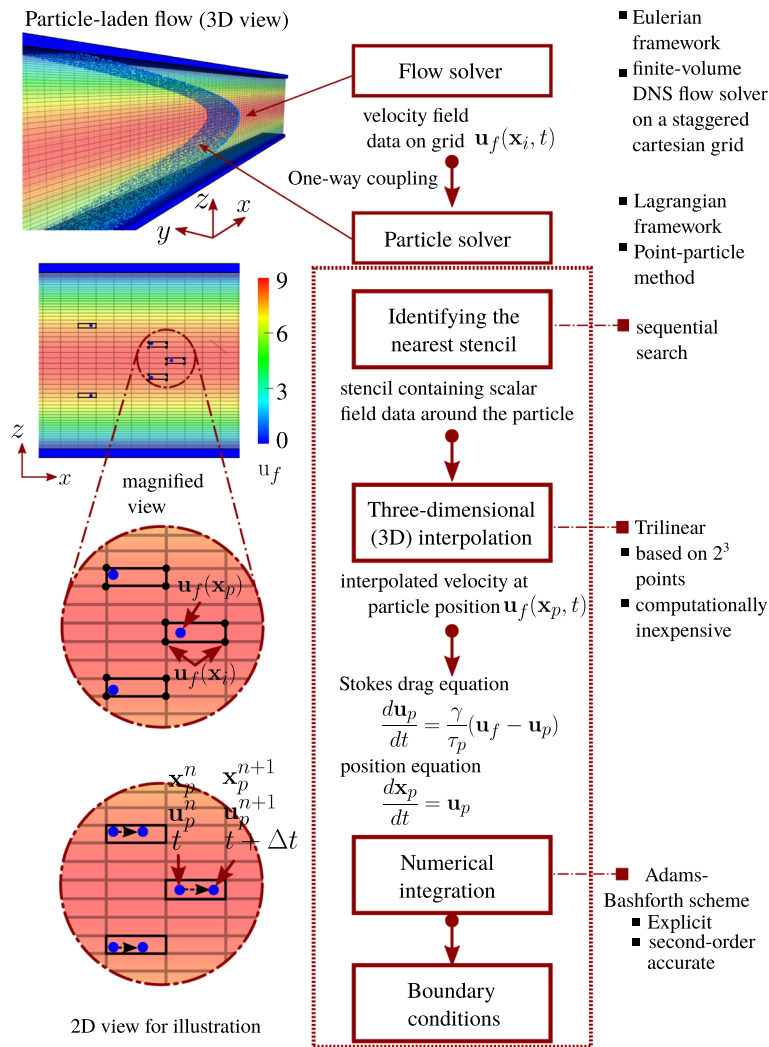 Particle-laden flow (3D view)
z
x
y
9
6
3
0
u_f
z
x
magnified
view
u_f(x_p)
u_f(x_i)
x_p^n x_p^{n+1}
u_p^n u_p^{n+1}
t t + Δt
2D view for illustration
Flow solver
velocity field
data on grid u_f(x_i, t)
One-way coupling
Particle solver
Identifying the
nearest stencil
stencil containing scalar
field data around the particle
Three-dimensional
(3D) interpolation
interpolated velocity at
particle position u_f(x_p, t)
Stokes drag equation
du_p/dt = γ/τ_p (u_f − u_p)
position equation
dx_p/dt = u_p
Numerical
integration
Boundary
conditions
▪ Eulerian
framework
▪ finite-volume
DNS flow solver
on a staggered
cartesian grid
▪ Lagrangian
framework
▪ Point-particle
method
sequential
search
Trilinear
▪ based on 2³
points
▪ computationally
inexpensive
Adams-
Bashforth scheme
▪ Explicit
▪ second-order
accurate